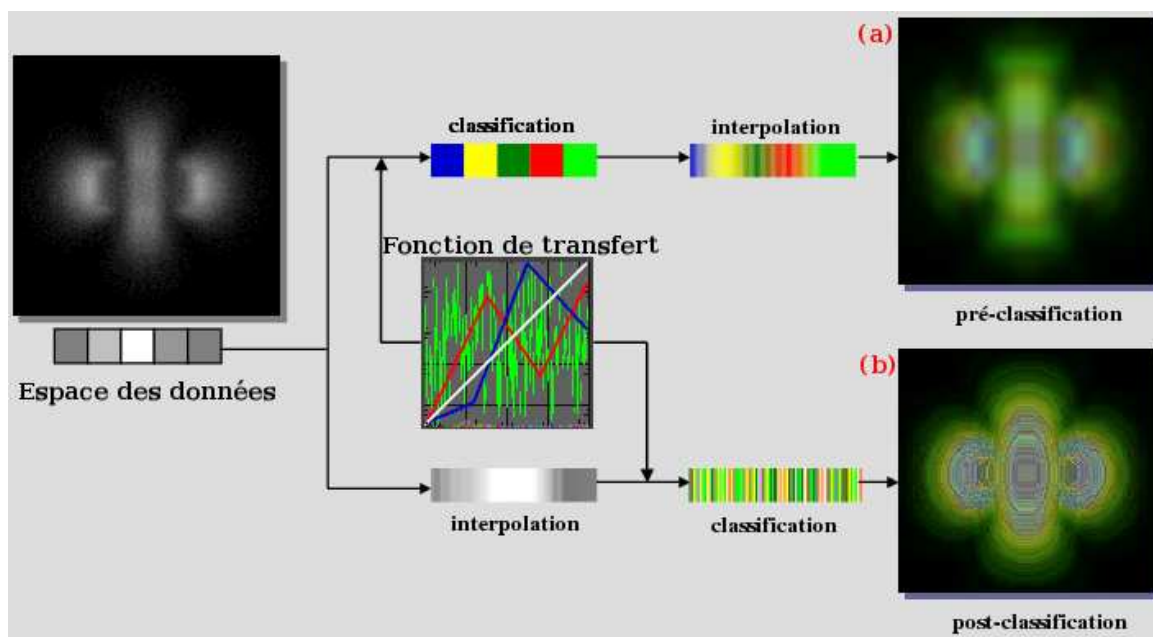 (a)
classification
interpolation
Fonction de transfert
pré-classification
Espace des données
(b)
interpolation
classification
post-classification